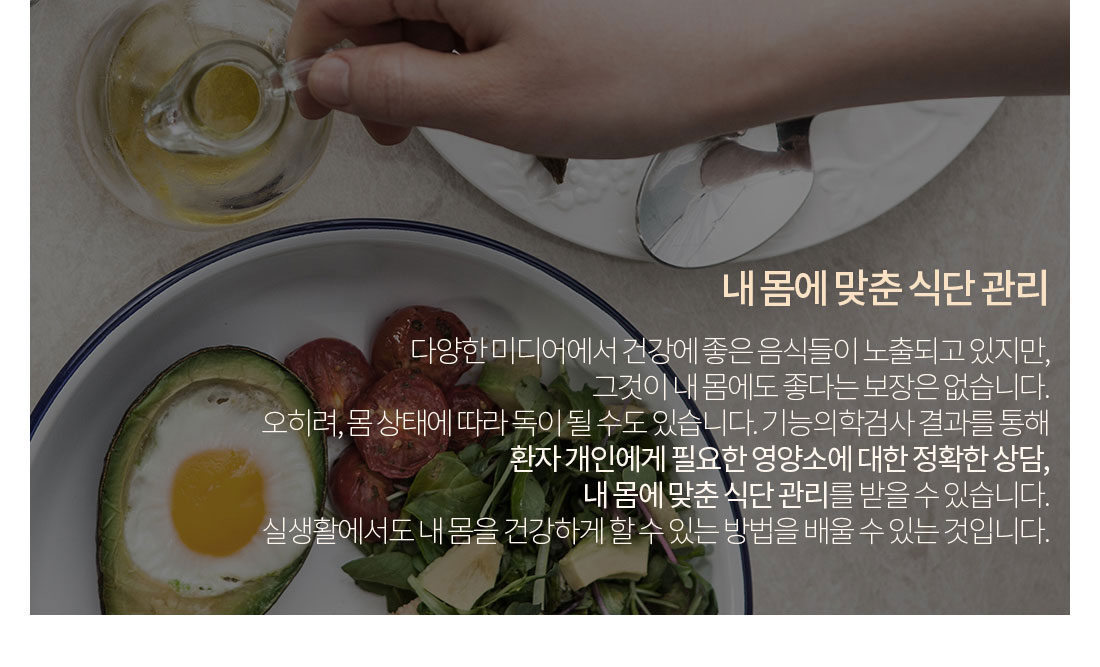 내 몸에 맞춘 식단 관리
다양한 미디어에서 건강에 좋은 음식들이 노출되고 있지만,
그것이 내 몸에도 좋다는 보장은 없습니다.
오히려, 몸 상태에 따라 독이 될 수도 있습니다. 기능의학검사 결과를 통해
환자 개인에게 필요한 영양소에 대한 정확한 상담,
내 몸에 맞춘 식단 관리를 받을 수 있습니다.
실생활에서도 내 몸을 건강하게 할 수 있는 방법을 배울 수 있는 것입니다.